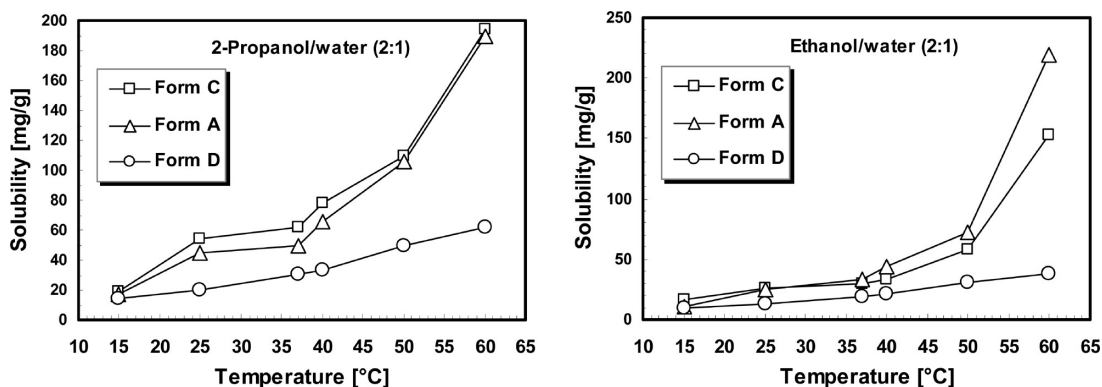 2-Propanol/water (2:1)
Form C
Form A
Form D
Solubility [mg/g]
200
180
160
140
120
100
80
60
40
20
0
10 15 20 25 30 35 40 45 50 55 60 65
Temperature [°C]
Ethanol/water (2:1)
Form C
Form A
Form D
Solubility [mg/g]
250
200
150
100
50
0
10 15 20 25 30 35 40 45 50 55 60 65
Temperature [°C]